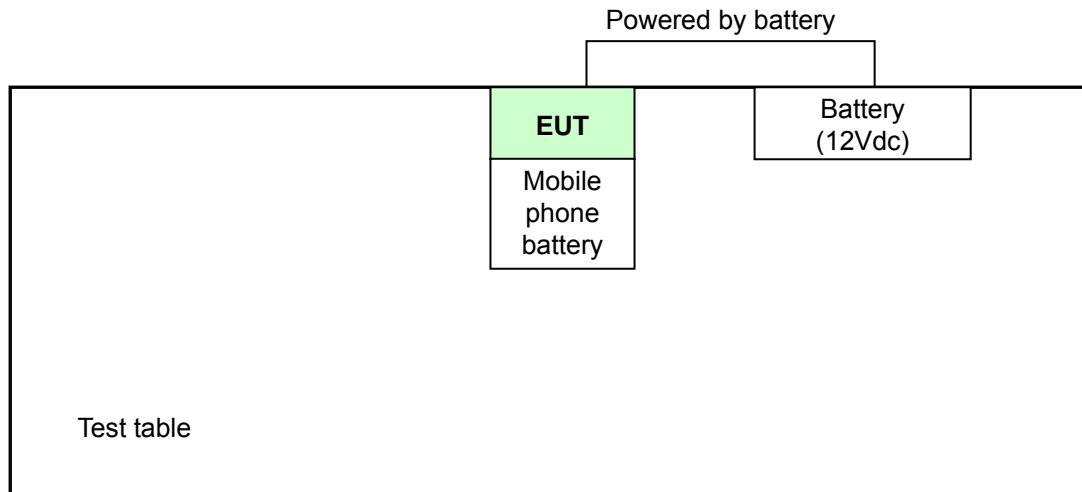 Powered by battery
EUT
Battery
(12Vdc)
Mobile
phone
battery
Test table